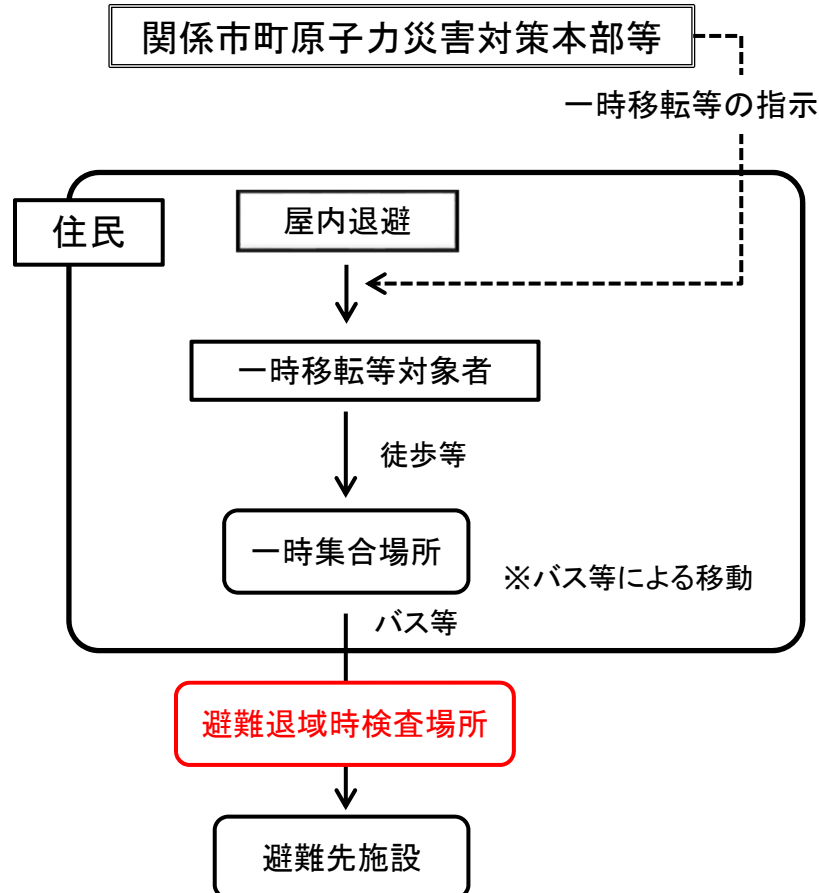 関係市町原子力災害対策本部等
一時移転等の指示
住民
屋内退避
一時移転等対象者
徒歩等
一時集合場所
※バス等による移動
バス等
避難退域時検査場所
避難先施設